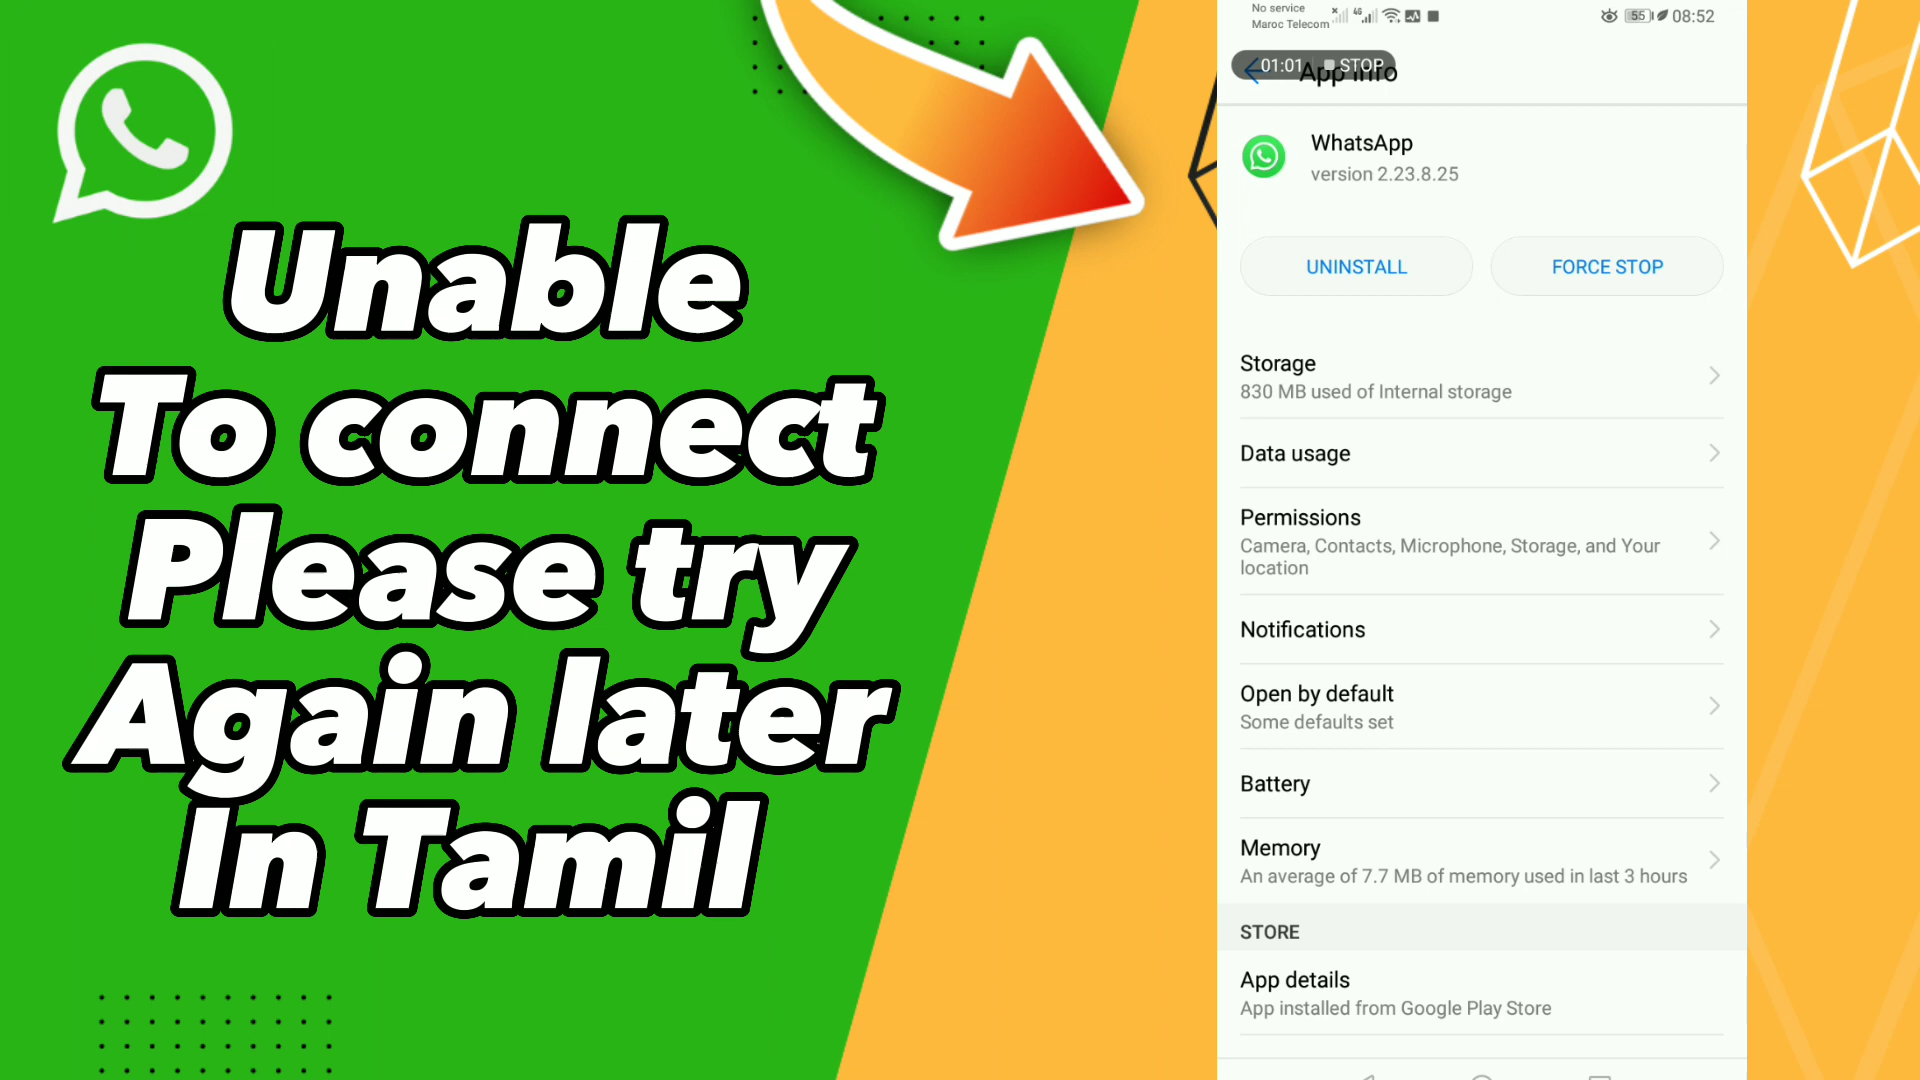 Unable
To connect
Please try
Again later
In Tamil
No service
Maroc Telecom
4G
55
08:52
01:01 STOP
App info
WhatsApp
version 2.23.8.25
UNINSTALL
FORCE STOP
Storage
830 MB used of Internal storage
Data usage
Permissions
Camera, Contacts, Microphone, Storage, and Your
location
Notifications
Open by default
Some defaults set
Battery
Memory
An average of 7.7 MB of memory used in last 3 hours
STORE
App details
App installed from Google Play Store